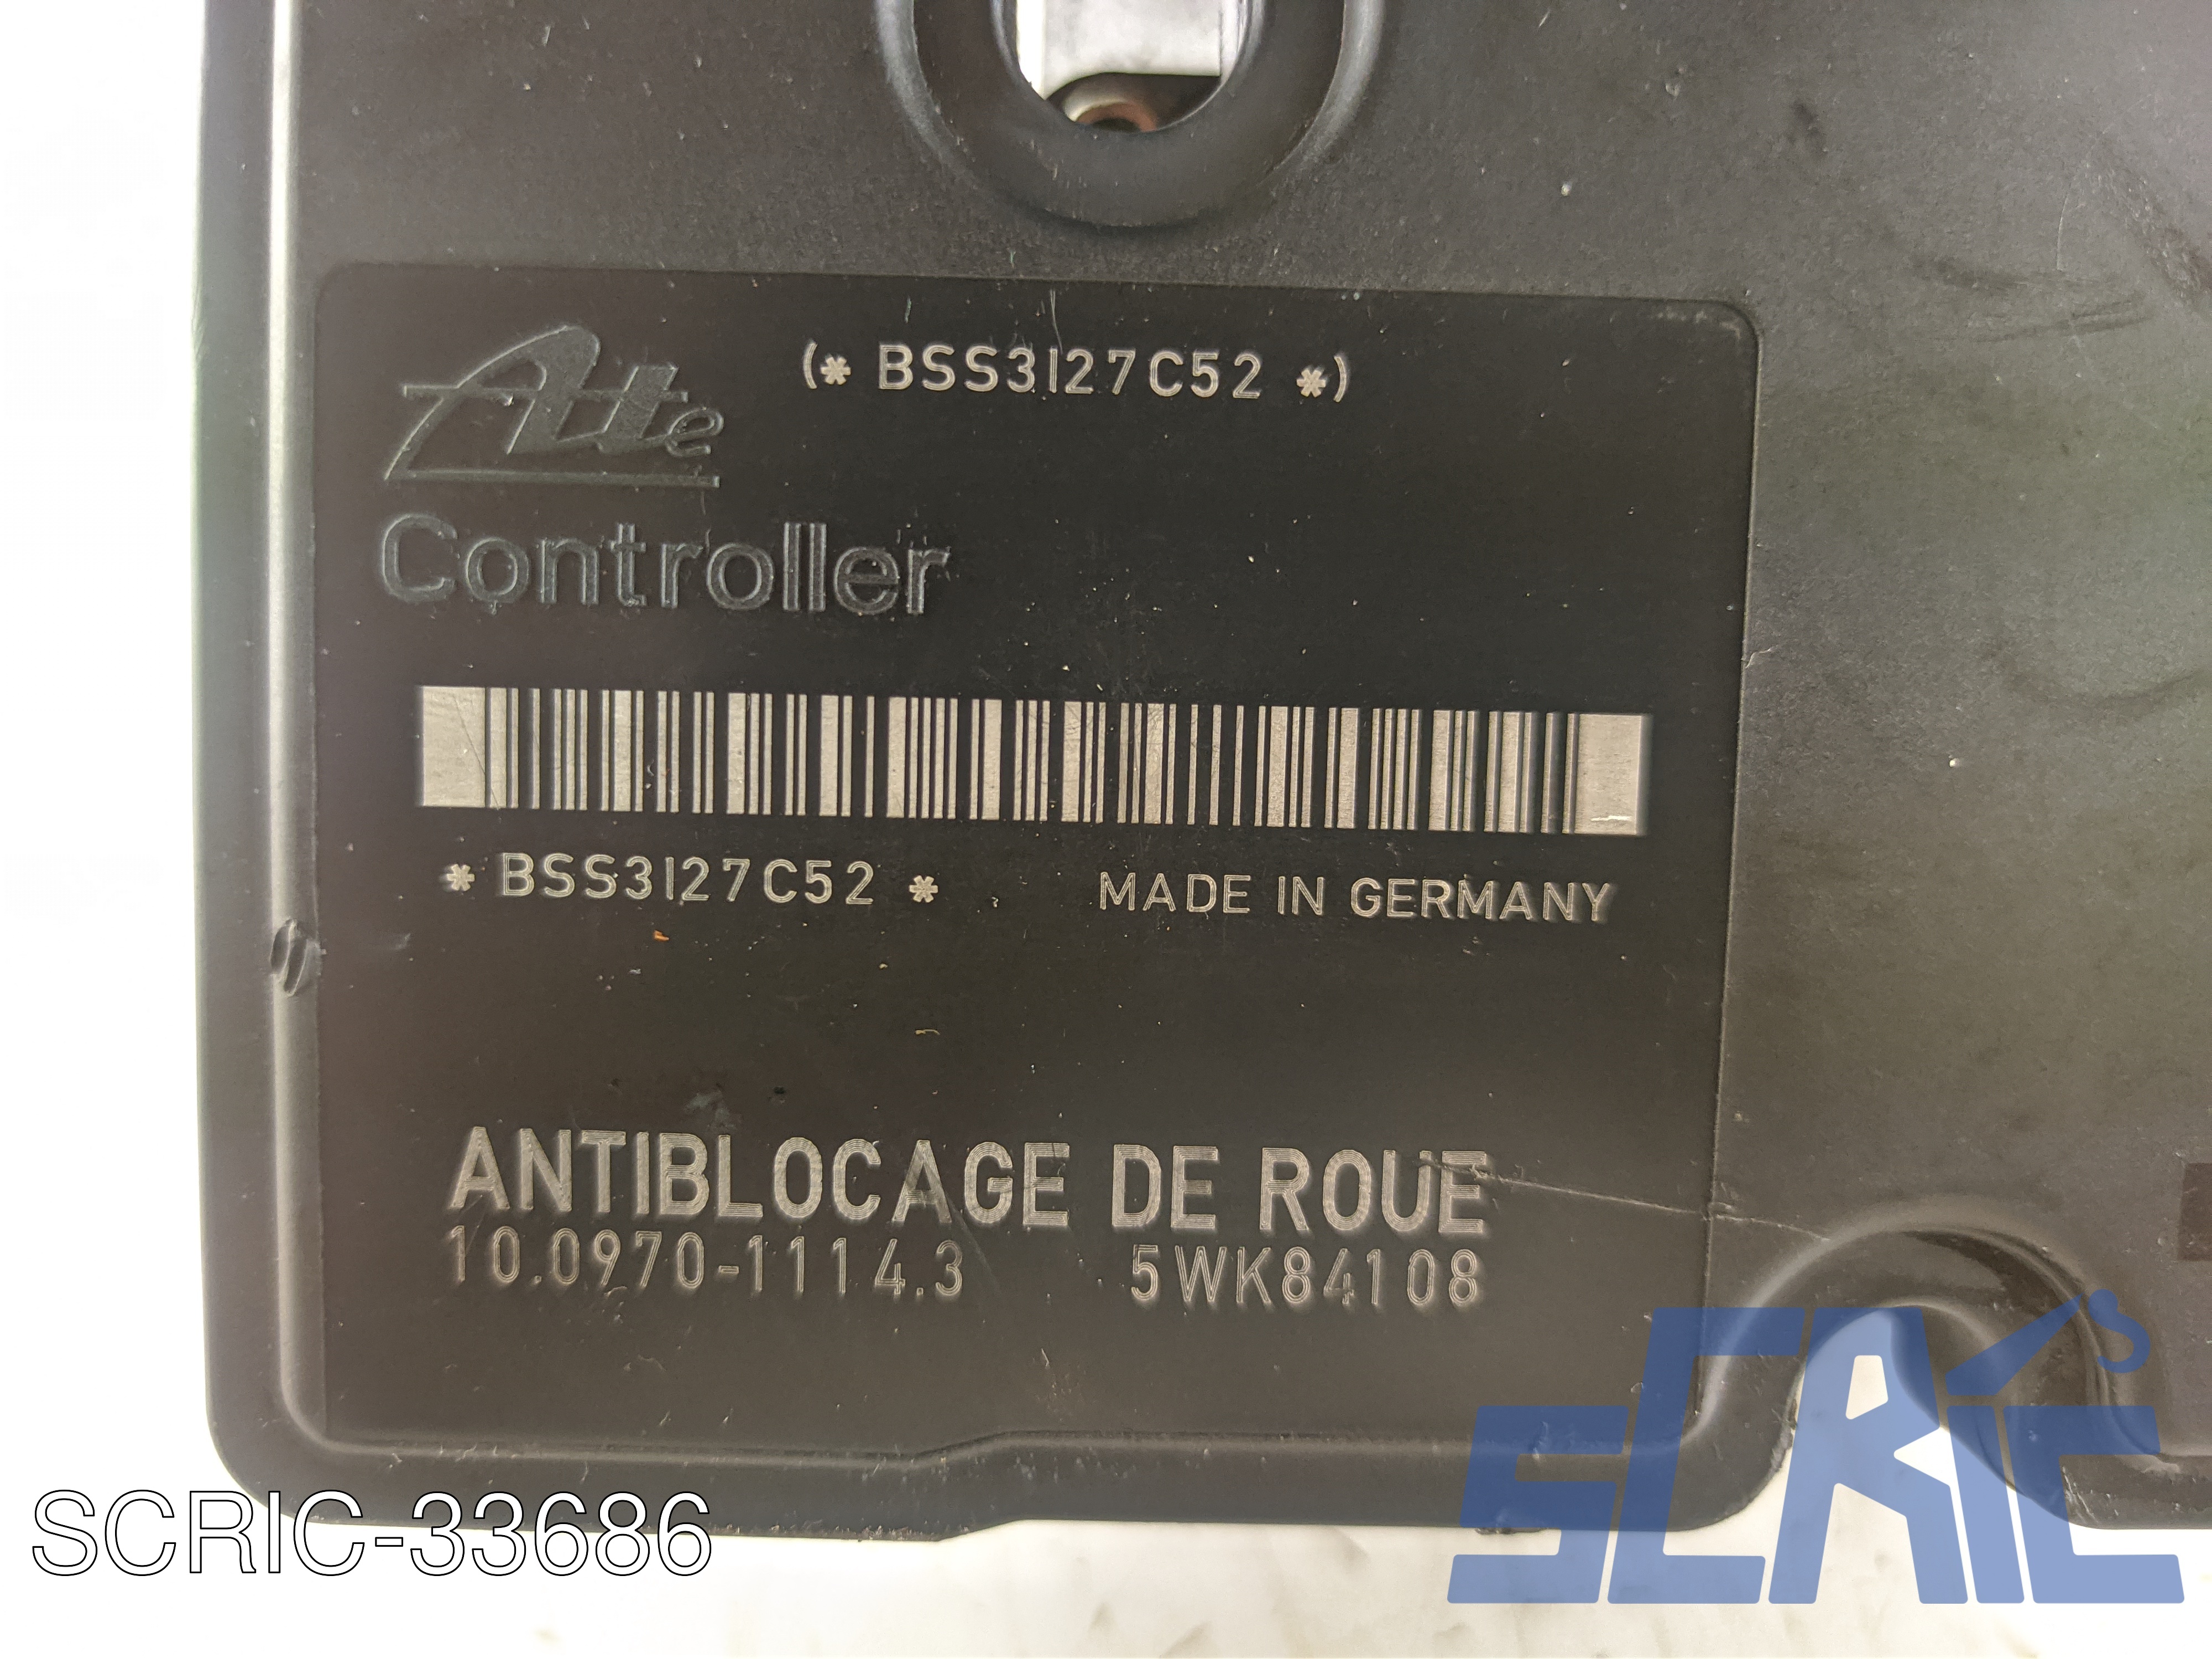 Ate
(* BSS3127C52 *)
Controller
* BSS3127C52 *
MADE IN GERMANY
ANTIBLOCAGE DE ROUE
10.0970-1114.3 5WK84108
SCRIC
SCRIC-33686